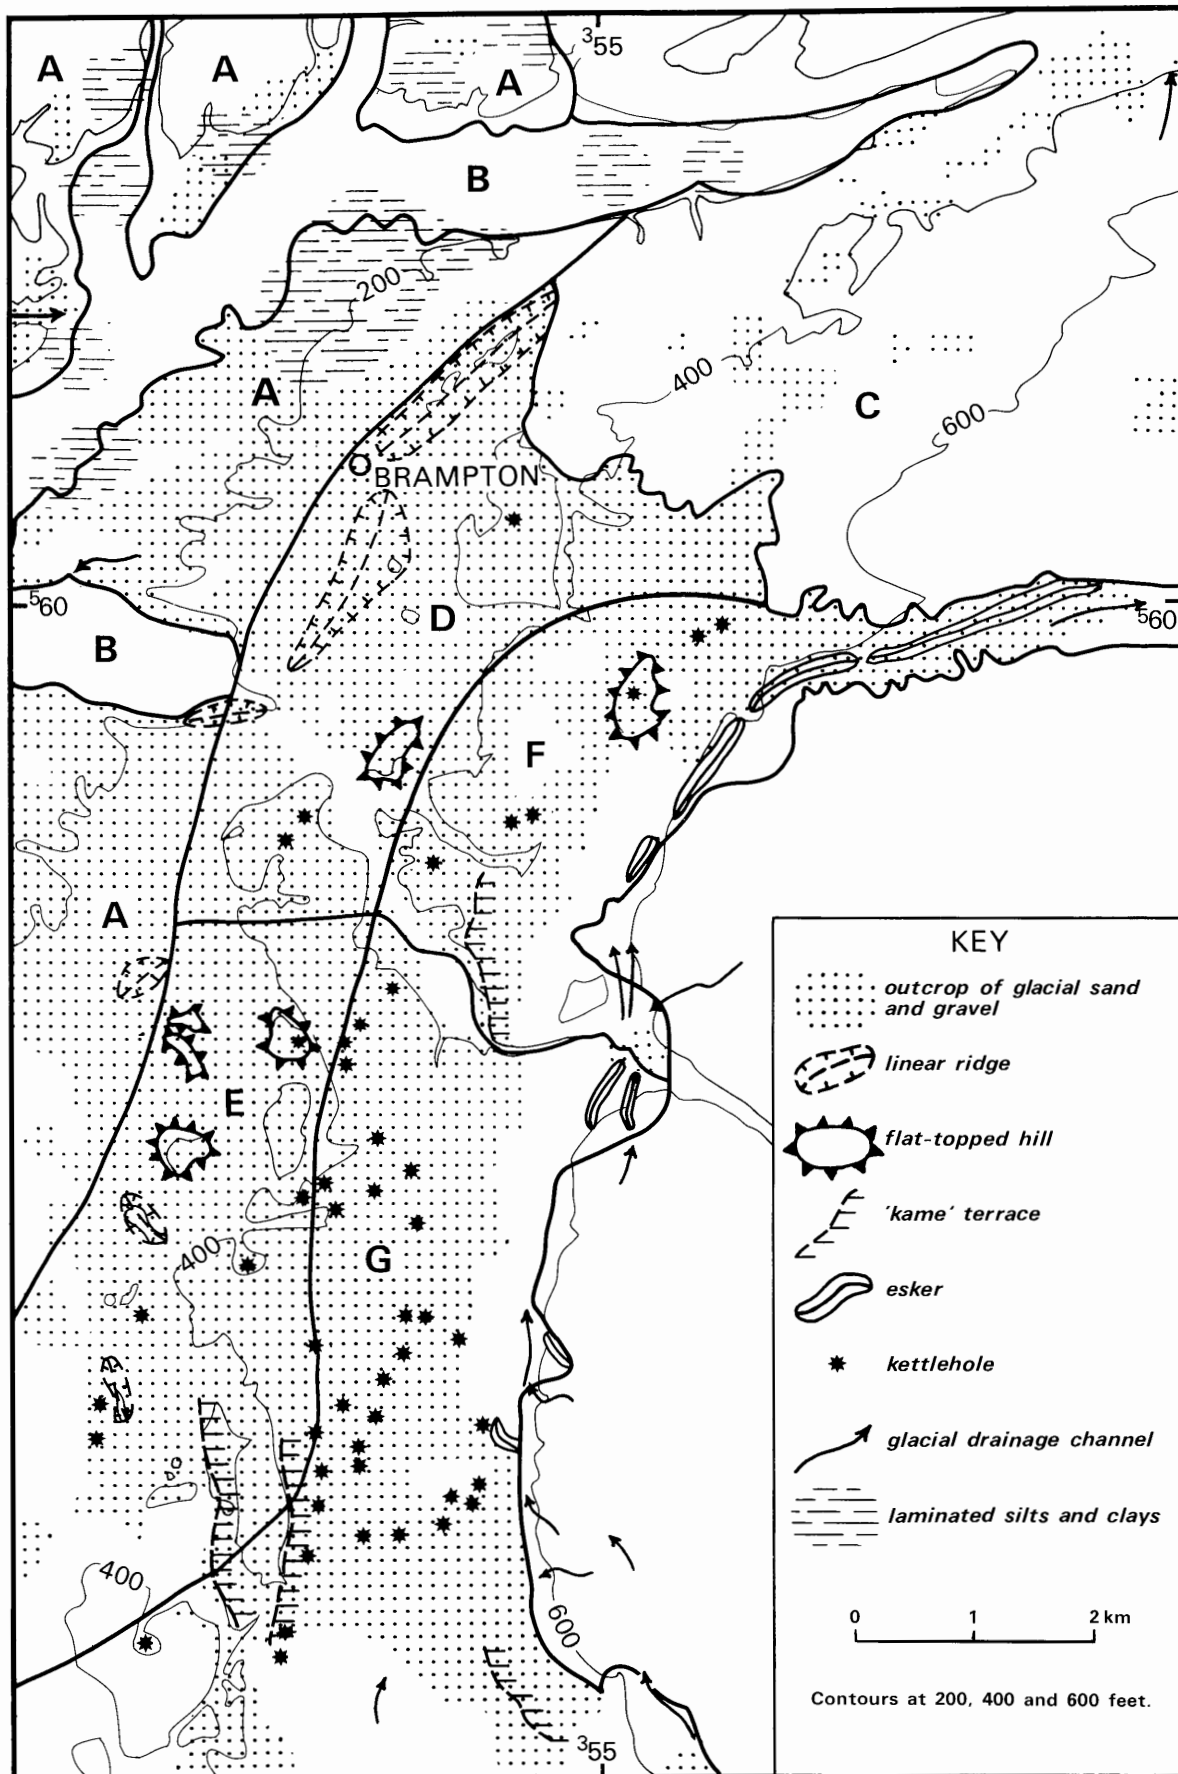 ³55
A
A
A
B
200
A
400
C
600
BRAMPTON
⁵60
D
⁵60
B
F
A
E
400
G
400
600
³55
KEY
outcrop of glacial sand
and gravel
linear ridge
flat-topped hill
'kame' terrace
esker
kettlehole
glacial drainage channel
laminated silts and clays
0 1 2 km
Contours at 200, 400 and 600 feet.